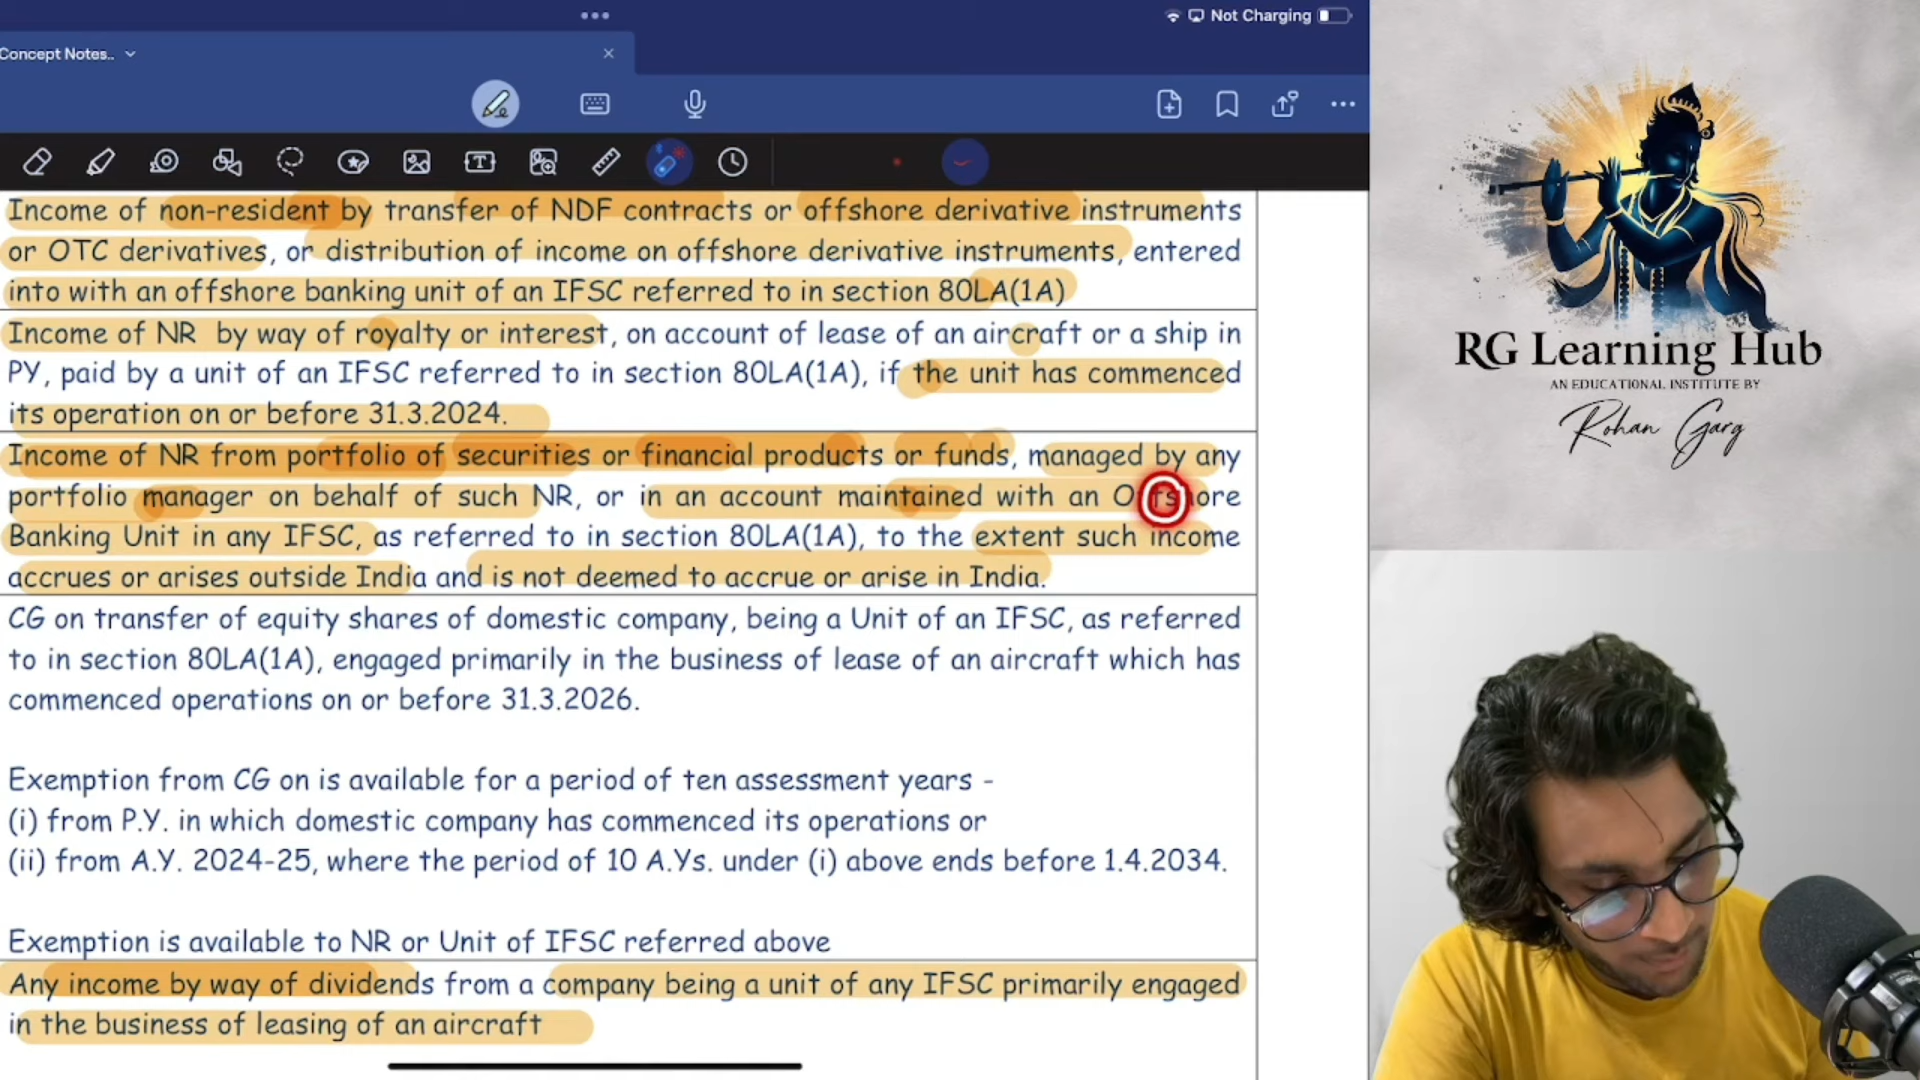 Not Charging
Concept Notes..
Income of non-resident by transfer of NDF contracts or offshore derivative instruments
or OTC derivatives, or distribution of income on offshore derivative instruments, entered
into with an offshore banking unit of an IFSC referred to in section 80LA(1A)
Income of NR by way of royalty or interest, on account of lease of an aircraft or a ship in
PY, paid by a unit of an IFSC referred to in section 80LA(1A), if the unit has commenced
its operation on or before 31.3.2024.
Income of NR from portfolio of securities or financial products or funds, managed by any
portfolio manager on behalf of such NR, or in an account maintained with an Offshore
Banking Unit in any IFSC, as referred to in section 80LA(1A), to the extent such income
accrues or arises outside India and is not deemed to accrue or arise in India.
CG on transfer of equity shares of domestic company, being a Unit of an IFSC, as referred
to in section 80LA(1A), engaged primarily in the business of lease of an aircraft which has
commenced operations on or before 31.3.2026.
Exemption from CG on is available for a period of ten assessment years -
(i) from P.Y. in which domestic company has commenced its operations or
(ii) from A.Y. 2024-25, where the period of 10 A.Ys. under (i) above ends before 1.4.2034.
Exemption is available to NR or Unit of IFSC referred above
Any income by way of dividends from a company being a unit of any IFSC primarily engaged
in the business of leasing of an aircraft
RG Learning Hub
AN EDUCATIONAL INSTITUTE BY
Rohan Garg